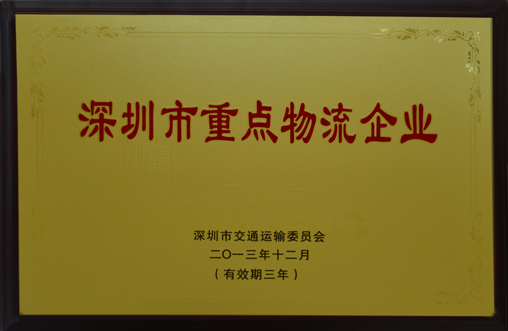 深圳市重点物流企业
深圳市交通运输委员会
二〇一三年十二月
（有效期三年）